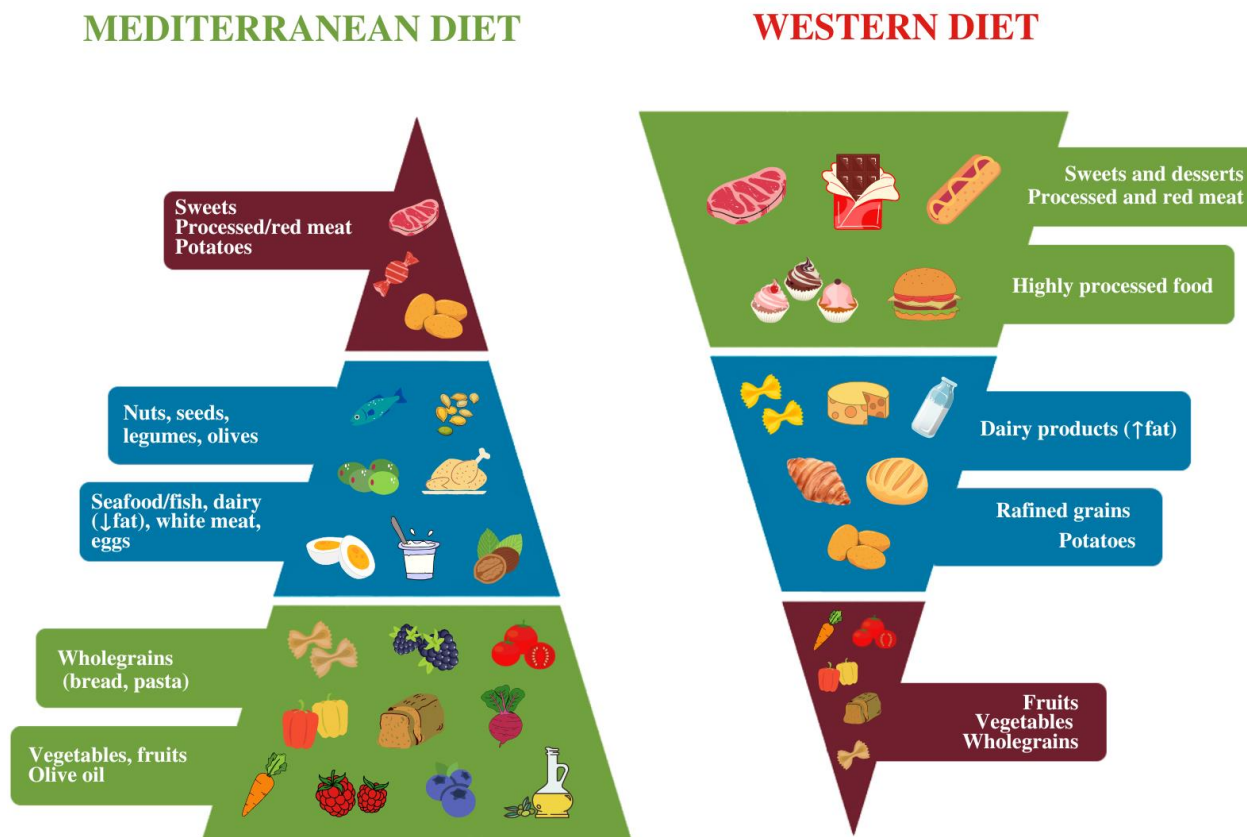 MEDITERRANEAN DIET
WESTERN DIET
Sweets
Processed/red meat
Potatoes
Nuts, seeds,
legumes, olives
Seafood/fish, dairy
(↓fat), white meat,
eggs
Wholegrains
(bread, pasta)
Vegetables, fruits
Olive oil
Sweets and desserts
Processed and red meat
Highly processed food
Dairy products (↑fat)
Rafined grains
Potatoes
Fruits
Vegetables
Wholegrains